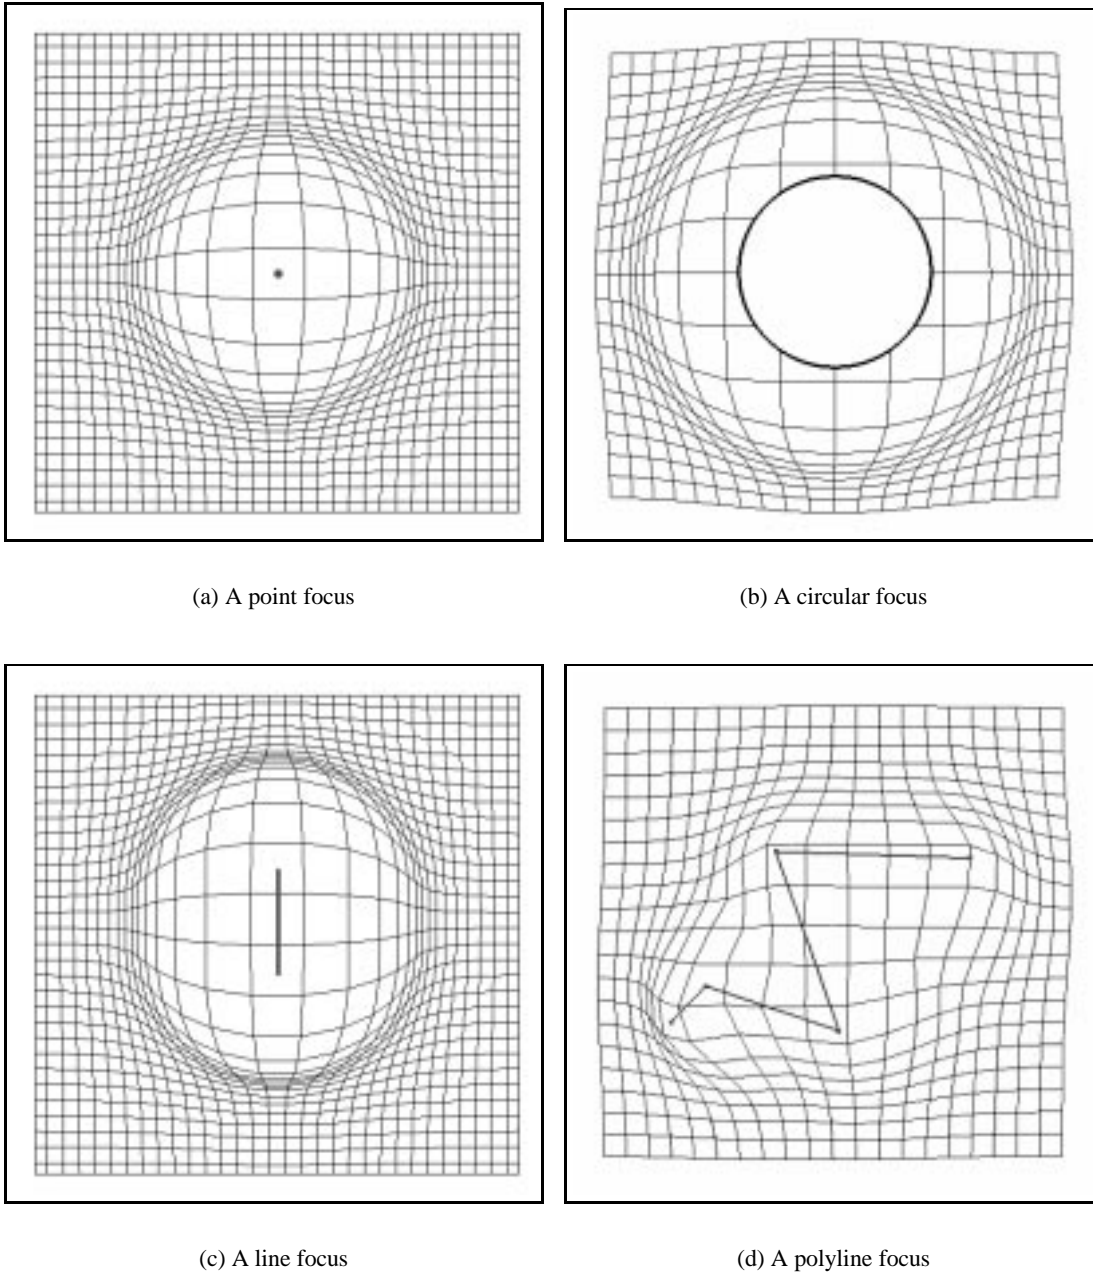 (a) A point focus
(b) A circular focus
(c) A line focus
(d) A polyline focus